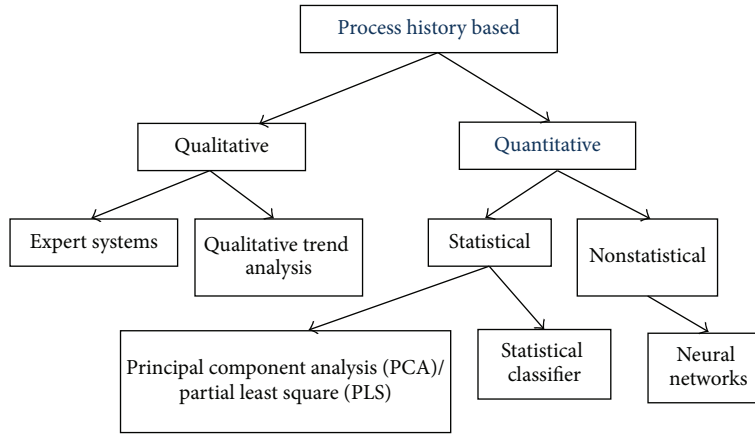 Process history based
Qualitative
Quantitative
Expert systems
Qualitative trend
analysis
Statistical
Nonstatistical
Principal component analysis (PCA)/
partial least square (PLS)
Statistical
classifier
Neural
networks